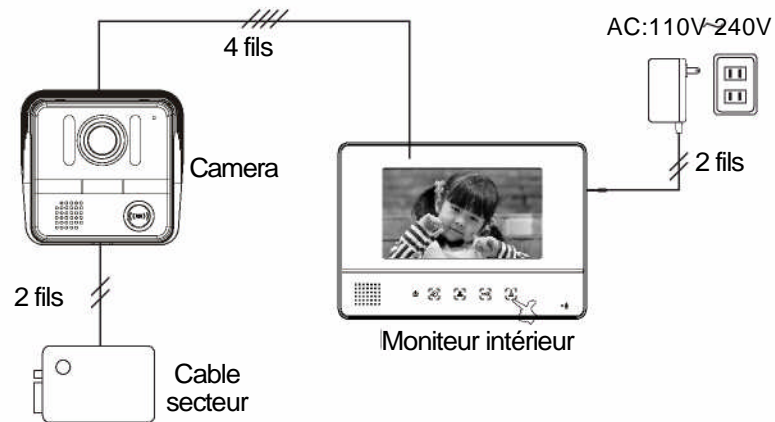 AC:110V~240V
4 fils
Camera
2 fils
2 fils
Moniteur intérieur
Cable
secteur